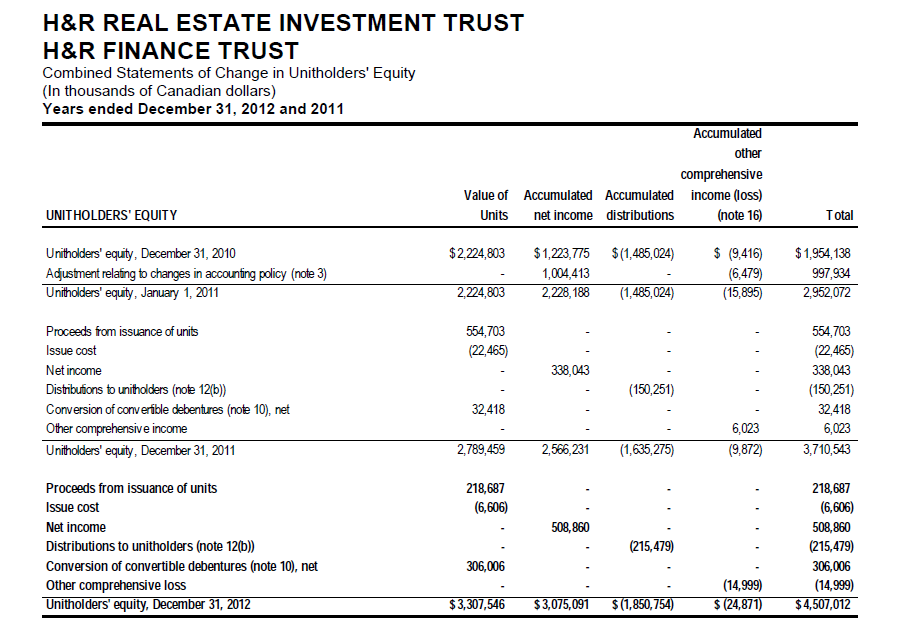 H&R REAL ESTATE INVESTMENT TRUST
H&R FINANCE TRUST
Combined Statements of Change in Unitholders' Equity
(In thousands of Canadian dollars)
Years ended December 31, 2012 and 2011
Accumulated
other
comprehensive
Value of Accumulated Accumulated income (loss)
UNITHOLDERS' EQUITY Units net income distributions (note 16) Total
Unitholders' equity, December 31, 2010 $ 2,224,803 $ 1,223,775 $ (1,485,024) $ (9,416) $ 1,954,138
Adjustment relating to changes in accounting policy (note 3) - 1,004,413 - (6,479) 997,934
Unitholders' equity, January 1, 2011 2,224,803 2,228,188 (1,485,024) (15,895) 2,952,072
Proceeds from issuance of units 554,703 - - - 554,703
Issue cost (22,465) - - - (22,465)
Net income - 338,043 - - 338,043
Distributions to unitholders (note 12(b)) - - (150,251) - (150,251)
Conversion of convertible debentures (note 10), net 32,418 - - - 32,418
Other comprehensive income - - - 6,023 6,023
Unitholders' equity, December 31, 2011 2,789,459 2,566,231 (1,635,275) (9,872) 3,710,543
Proceeds from issuance of units 218,687 - - - 218,687
Issue cost (6,606) - - - (6,606)
Net income - 508,860 - - 508,860
Distributions to unitholders (note 12(b)) - - (215,479) - (215,479)
Conversion of convertible debentures (note 10), net 306,006 - - - 306,006
Other comprehensive loss - - - (14,999) (14,999)
Unitholders' equity, December 31, 2012 $ 3,307,546 $ 3,075,091 $ (1,850,754) $ (24,871) $ 4,507,012